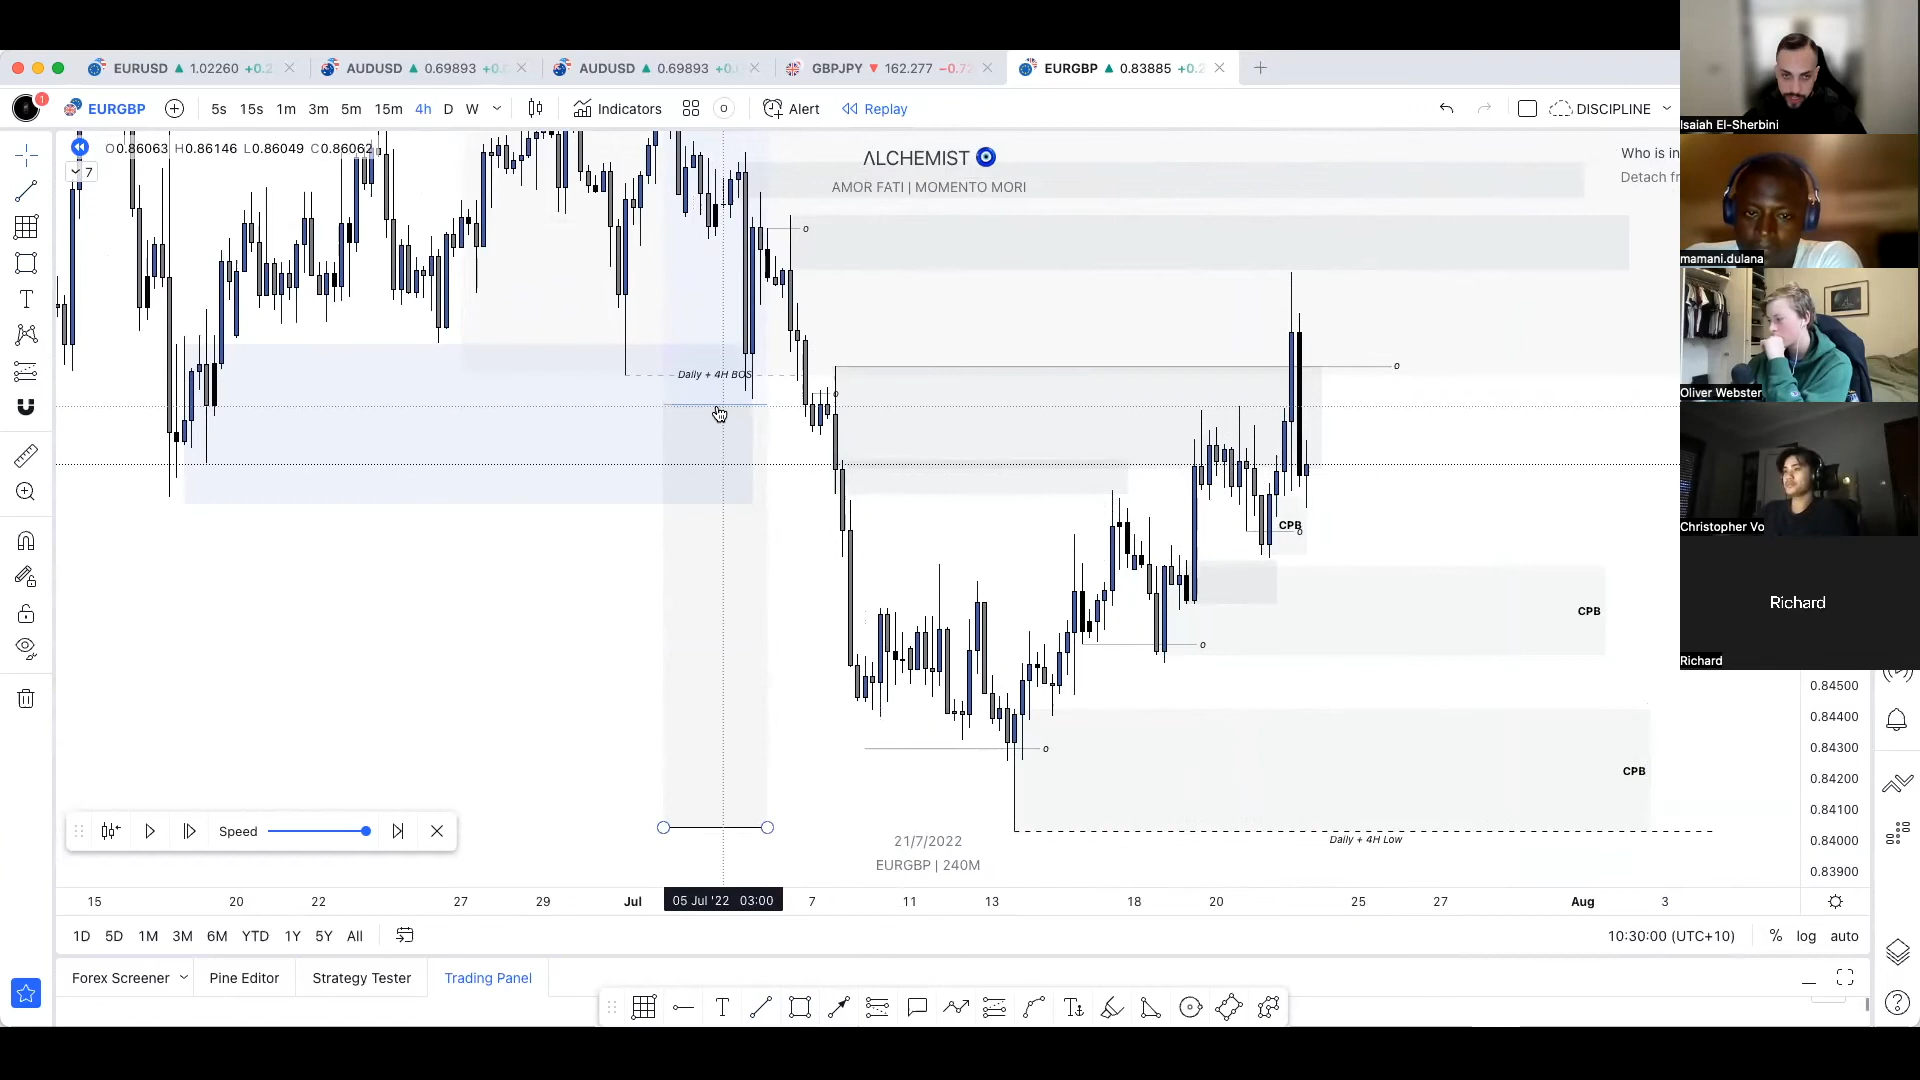 EURUSD ▲ 1.02260 +0.2
AUDUSD ▲ 0.69893 +0.
AUDUSD ▲ 0.69893 +0.
GBPJPY ▼ 162.277 −0.7
EURGBP ▲ 0.83885 +0.2
1
EURGBP
5s 15s 1m 3m 5m 15m 4h D W
Indicators
Alert
Replay
DISCIPLINE
O0.86063 H0.86146 L0.86049 C0.86062
7
ΛLCHEMIST
AMOR FATI | MOMENTO MORI
Who is in
Detach fr
Isaiah El-Sherbini
mamani.dulana
Oliver Webster
Christopher Vo
Richard
Richard
o
o
o
Daily + 4H BOS
CPB
o
CPB
o
o
CPB
Daily + 4H Low
Speed
21/7/2022
EURGBP | 240M
0.84500
0.84400
0.84300
0.84200
0.84100
0.84000
0.83900
15 20 22 27 29 Jul 05 Jul '22 03:00 7 11 13 18 20 25 27 Aug 3
1D 5D 1M 3M 6M YTD 1Y 5Y All
10:30:00 (UTC+10) % log auto
Forex Screener Pine Editor Strategy Tester Trading Panel